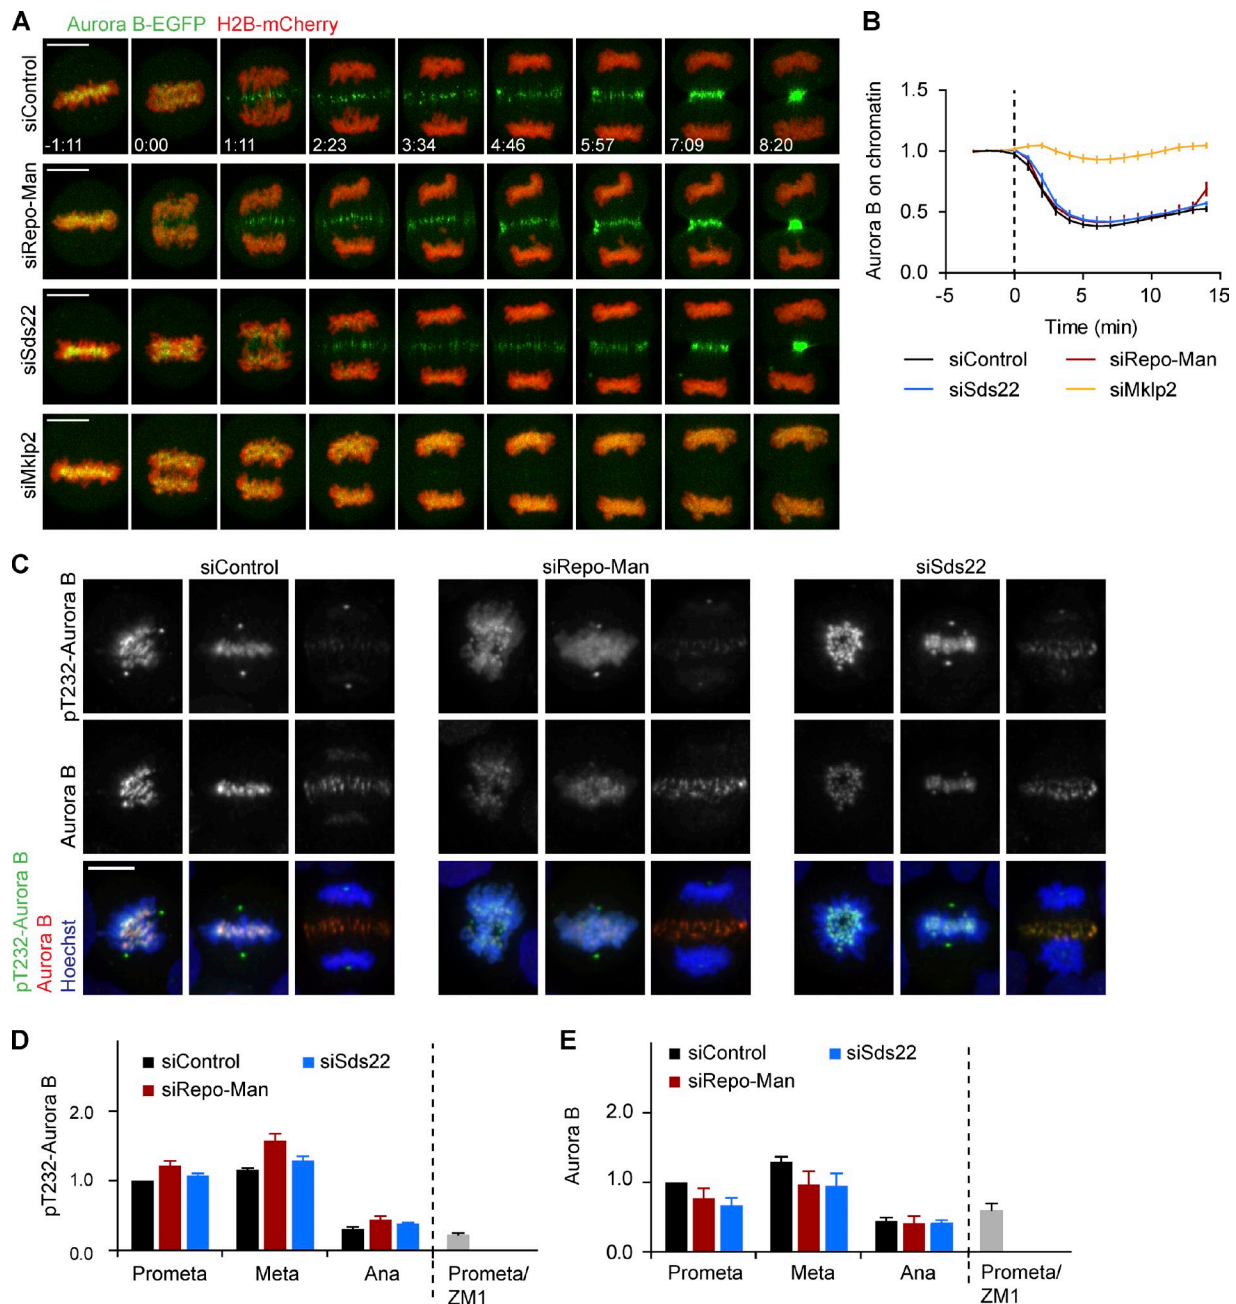 A
Aurora B-EGFP H2B-mCherry
siControl
-1:11 0:00 1:11 2:23 3:34 4:46 5:57 7:09 8:20
siRepo-Man
siSds22
siMklp2
B
Aurora B on chromatin
1.5
1.0
0.5
0.0
-5 0 5 10 15
Time (min)
siControl siRepo-Man
siSds22 siMklp2
C
siControl siRepo-Man siSds22
pT232-Aurora B
Aurora B
pT232-Aurora B
Aurora B
Hoechst
D
pT232-Aurora B
siControl siSds22
siRepo-Man
2.0
1.0
0.0
Prometa Meta Ana Prometa/
ZM1
E
Aurora B
siControl siSds22
siRepo-Man
2.0
1.0
0.0
Prometa Meta Ana Prometa/
ZM1